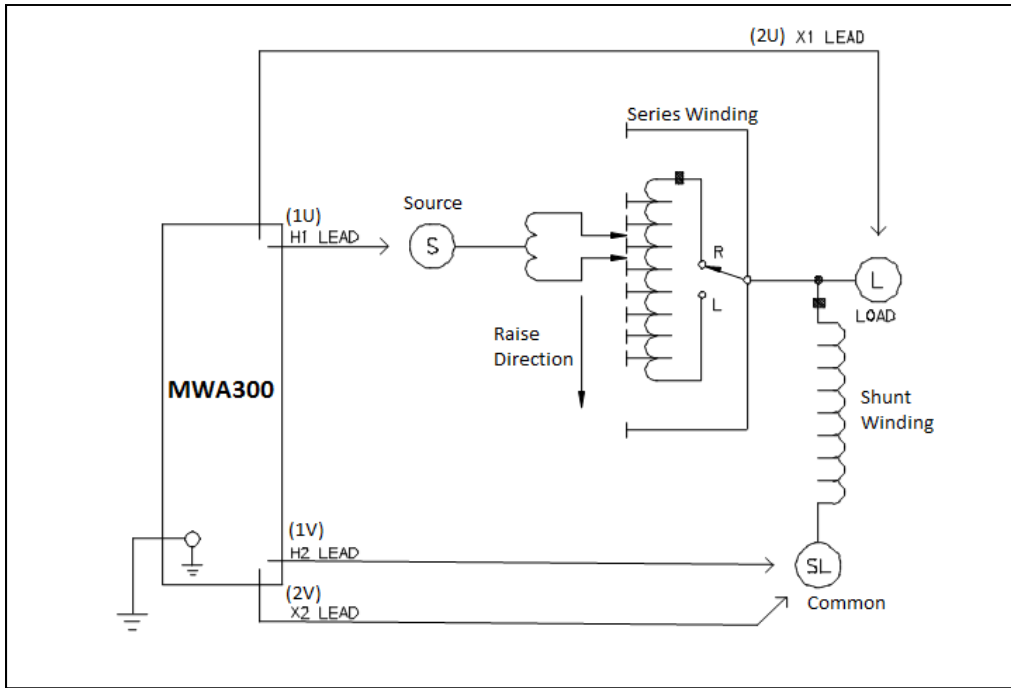 (2U) X1 LEAD
Series Winding
Source
(1U)
H1 LEAD
S
R
L
L
LOAD
Raise
Direction
MWA300
Shunt
Winding
(1V)
H2 LEAD
SL
(2V)
Common
X2 LEAD